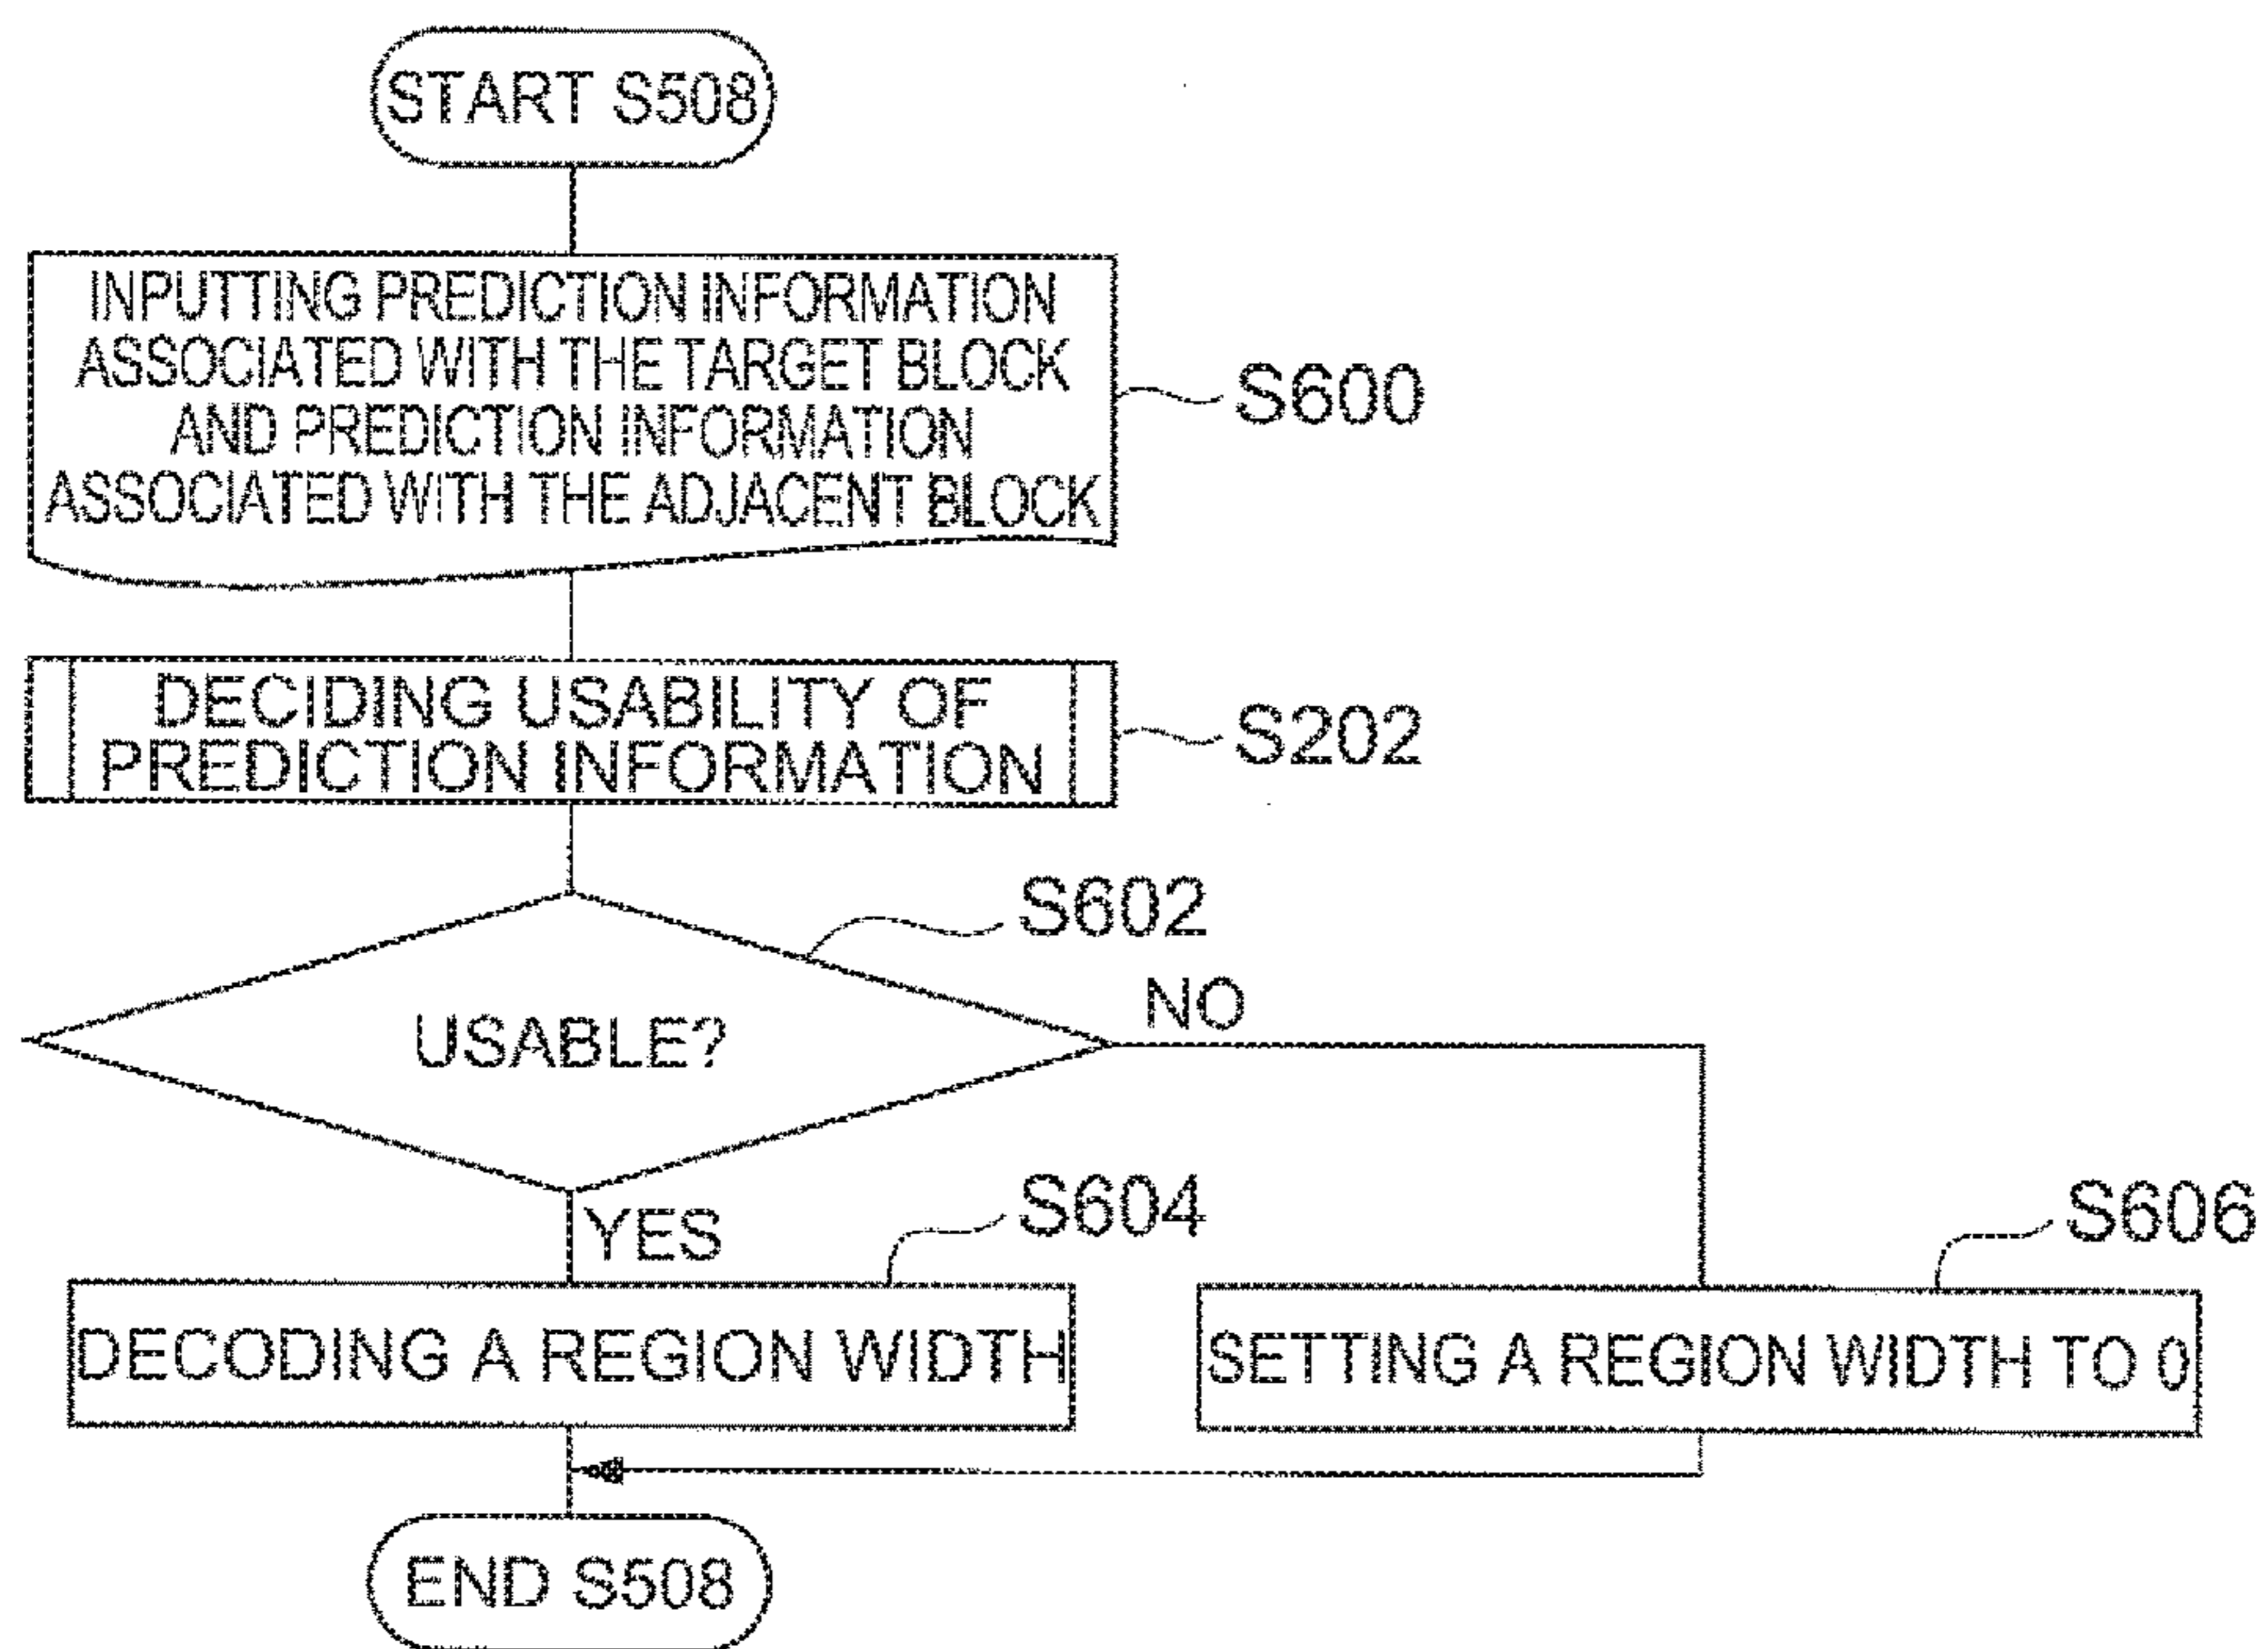 START S508
INPUTTING PREDICTION INFORMATION
ASSOCIATED WITH THE TARGET BLOCK
AND PREDICTION INFORMATION
ASSOCIATED WITH THE ADJACENT BLOCK
S600
DECIDING USABILITY OF
PREDICTION INFORMATION
S202
S602
USABLE?
NO
YES
S604
S606
DECODING A REGION WIDTH
SETTING A REGION WIDTH TO 0
END S508